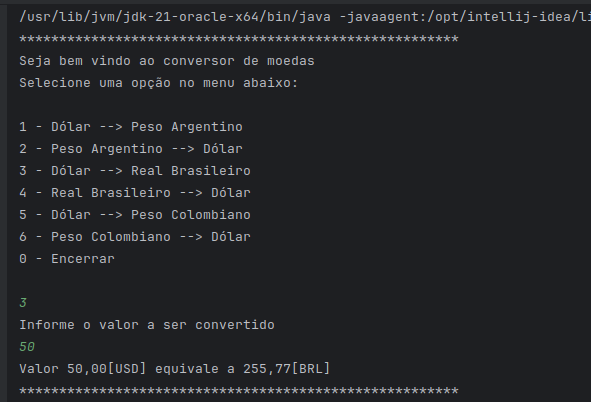 /usr/lib/jvm/jdk-21-oracle-x64/bin/java -javaagent:/opt/intellij-idea/li
*******************************************************
Seja bem vindo ao conversor de moedas
Selecione uma opção no menu abaixo:
1 - Dólar --> Peso Argentino
2 - Peso Argentino --> Dólar
3 - Dólar --> Real Brasileiro
4 - Real Brasileiro --> Dólar
5 - Dólar --> Peso Colombiano
6 - Peso Colombiano --> Dólar
0 - Encerrar
3
Informe o valor a ser convertido
50
Valor 50,00[USD] equivale a 255,77[BRL]
*******************************************************